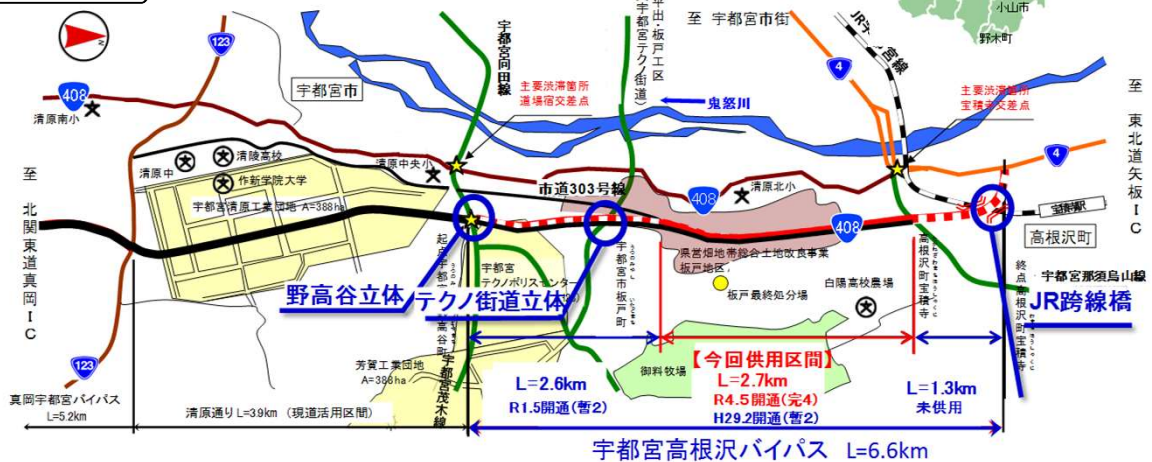 小山市
野木町
N
123
宇都宮向田線
平出・板戸工区
宇都宮テクノ街道)
至 宇都宮市街
JR宇都宮線
4
408
清原南小
宇都宮市
主要渋滞箇所
道場宿交差点
鬼怒川
主要渋滞箇所
宝積寺交差点
至 東北道矢板IC
清陵高校
清原中
作新学院大学
清原中央小
市道303号線
清原北小
408
4
宝積寺駅
高根沢町
宇都宮清原工業団地 A=388ha
408
至 北関東道真岡IC
県営畑地帯総合土地改良事業
板戸地区
板戸最終処分場
白陽高校農場
宇都宮
テクノポリスセンター
宇都宮市板戸町
高根沢町宝積寺
終点高根沢町宝積寺
宇都宮那須烏山線
野高谷立体
テクノ街道立体
JR跨線橋
芳賀工業団地
A=388ha
宇都宮茂木線
御料牧場
【今回供用区間】
L=2.6km
R1.5開通(暫2)
L=2.7km
R4.5開通(完4)
H29.2開通(暫2)
L=1.3km
未供用
123
真岡宇都宮バイパス
L=5.2km
清原通り L=3.9km (現道活用区間)
宇都宮高根沢バイパス L=6.6km